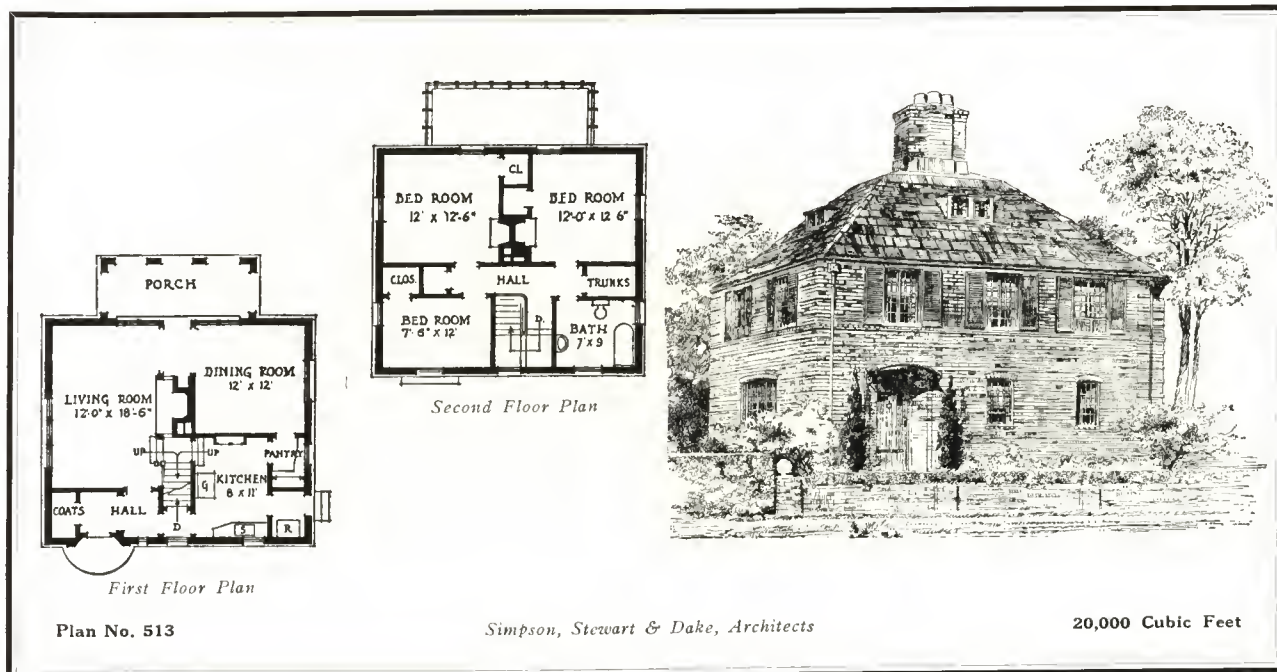 BED ROOM
12' x 12'-6"
CL.
BED ROOM
12'-0" x 12 6"
CLOS.
HALL
TRUNKS
BED ROOM
7'-6" x 12'
D.
BATH
7' x 9
Second Floor Plan
PORCH
LIVING ROOM
12'-0" x 18'-6"
DINING ROOM
12' x 12'
UP
UP
PANTRY
KITCHEN
8 x 11'
G
COATS
HALL
D
S
R
First Floor Plan
Plan No. 513
Simpson, Stewart & Dake, Architects
20,000 Cubic Feet